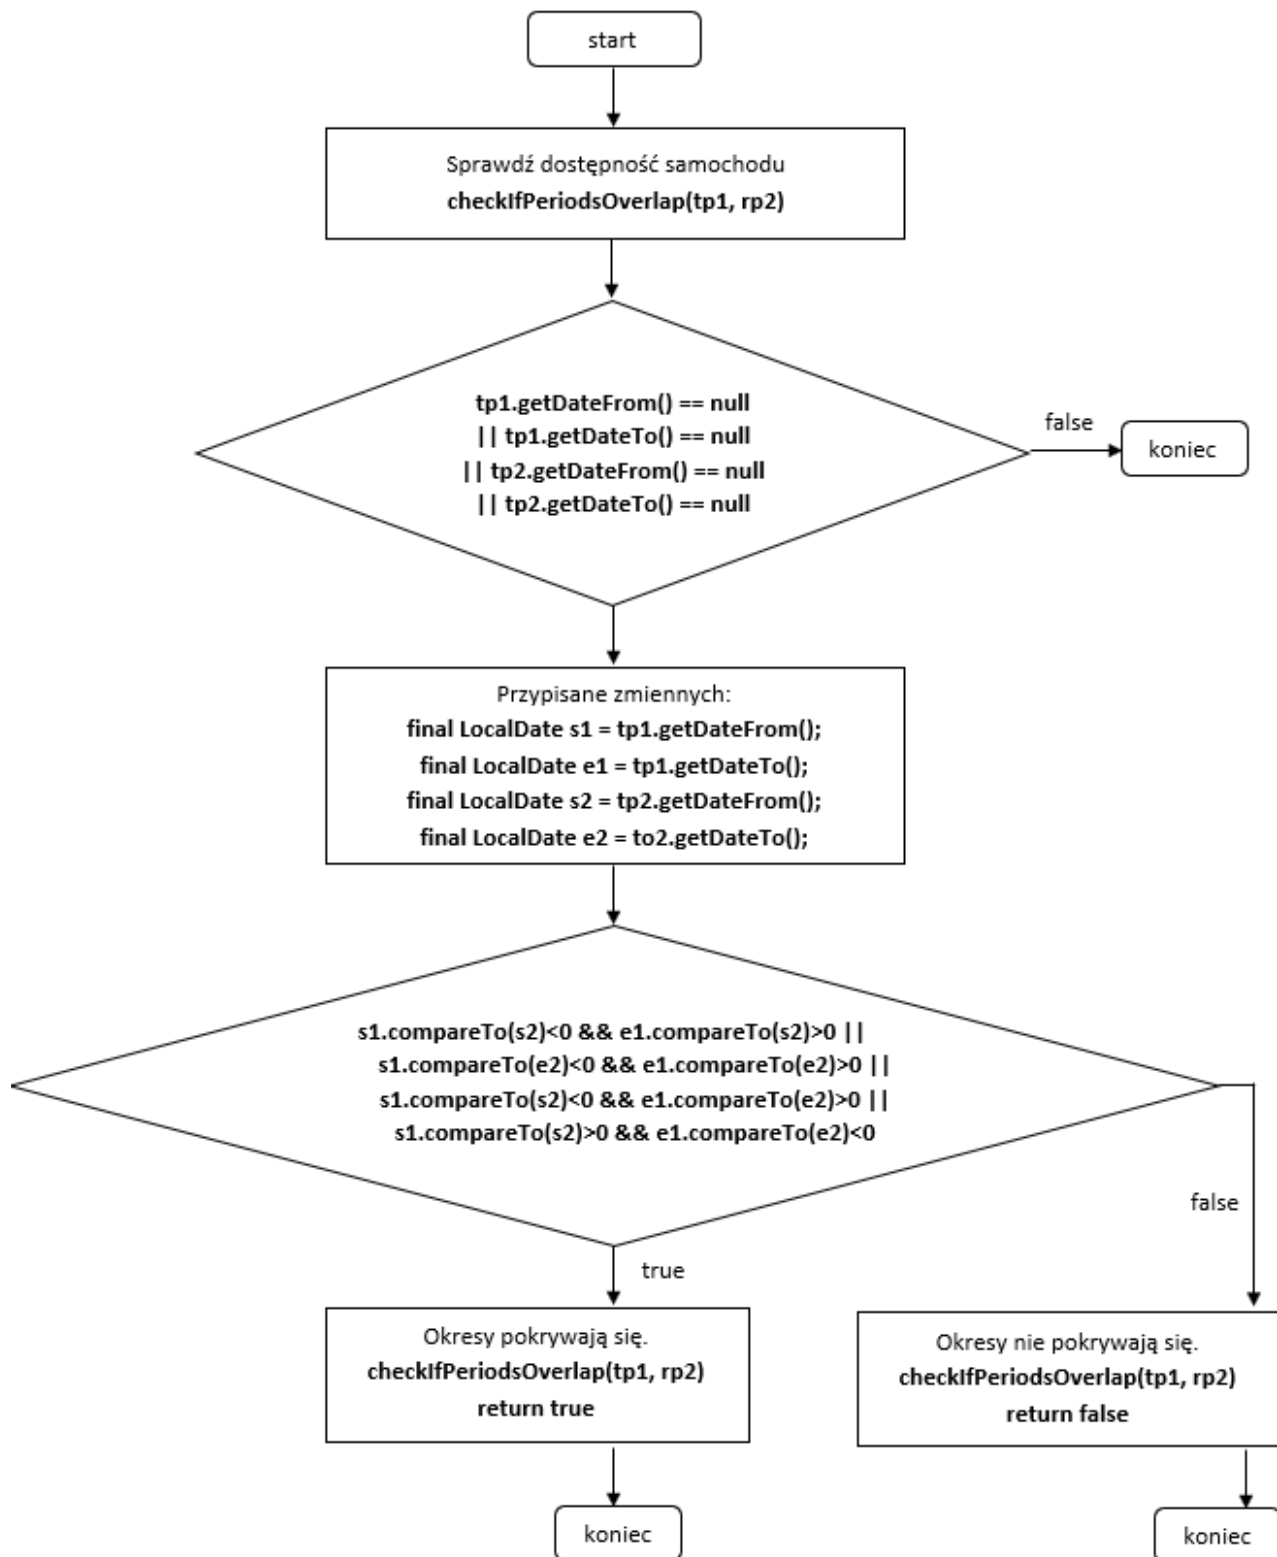 start
Sprawdź dostępność samochodu
checkIfPeriodsOverlap(tp1, rp2)
tp1.getDateFrom() == null
|| tp1.getDateTo() == null
|| tp2.getDateFrom() == null
|| tp2.getDateTo() == null
false
koniec
Przypisane zmiennych:
final LocalDate s1 = tp1.getDateFrom();
final LocalDate e1 = tp1.getDateTo();
final LocalDate s2 = tp2.getDateFrom();
final LocalDate e2 = to2.getDateTo();
s1.compareTo(s2)<0 && e1.compareTo(s2)>0 ||
s1.compareTo(e2)<0 && e1.compareTo(e2)>0 ||
s1.compareTo(s2)<0 && e1.compareTo(e2)>0 ||
s1.compareTo(s2)>0 && e1.compareTo(e2)<0
false
true
Okresy pokrywają się.
checkIfPeriodsOverlap(tp1, rp2)
return true
Okresy nie pokrywają się.
checkIfPeriodsOverlap(tp1, rp2)
return false
koniec
koniec